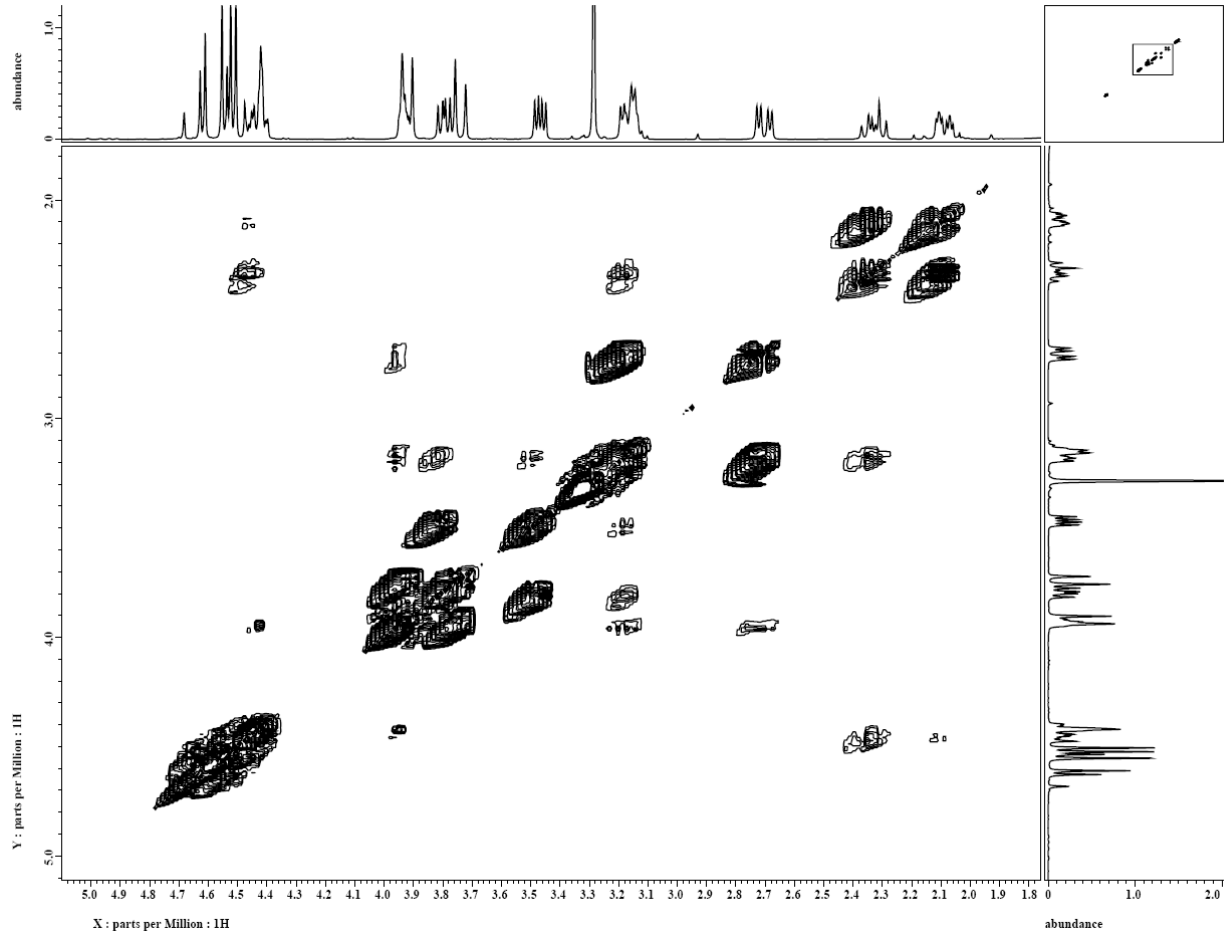 abundance
1.0
0
2.0
3.0
4.0
5.0
Y : parts per Million : 1H
5.0 4.9 4.8 4.7 4.6 4.5 4.4 4.3 4.2 4.1 4.0 3.9 3.8 3.7 3.6 3.5 3.4 3.3 3.2 3.1 3.0 2.9 2.8 2.7 2.6 2.5 2.4 2.3 2.2 2.1 2.0 1.9 1.8
0 1.0 2.0
X : parts per Million : 1H
abundance